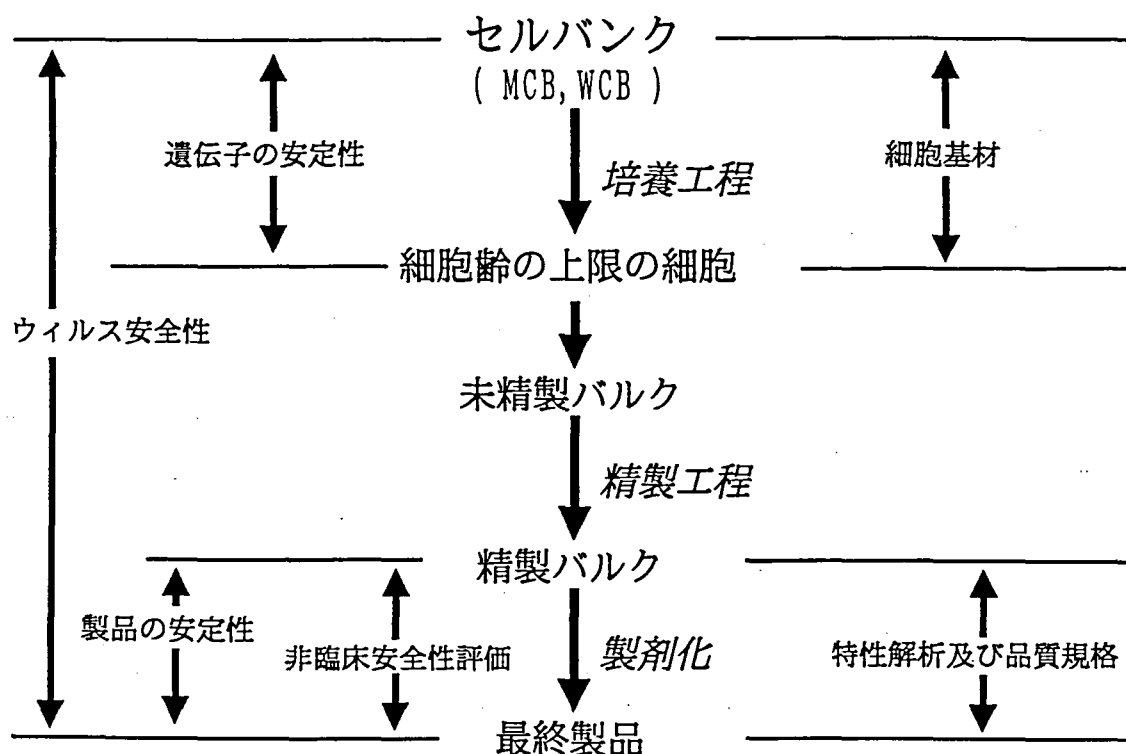 セルバンク
( MCB, WCB )
遺伝子の安定性
培養工程
細胞基材
細胞齢の上限の細胞
ウィルス安全性
未精製バルク
精製工程
精製バルク
製品の安定性
非臨床安全性評価
製剤化
特性解析及び品質規格
最終製品